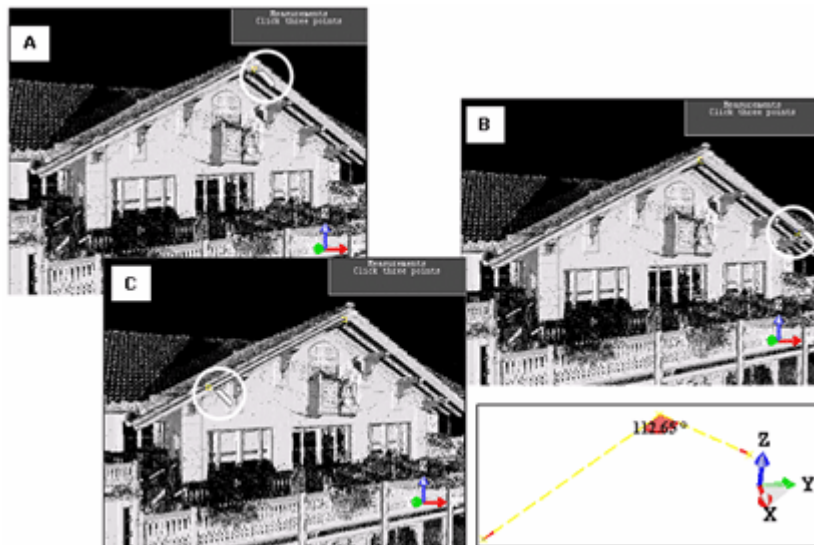 Measurements
Click three points
A
Measurements
Click three points
B
Measurements
Click three points
C
112.65°
Z
Y
X